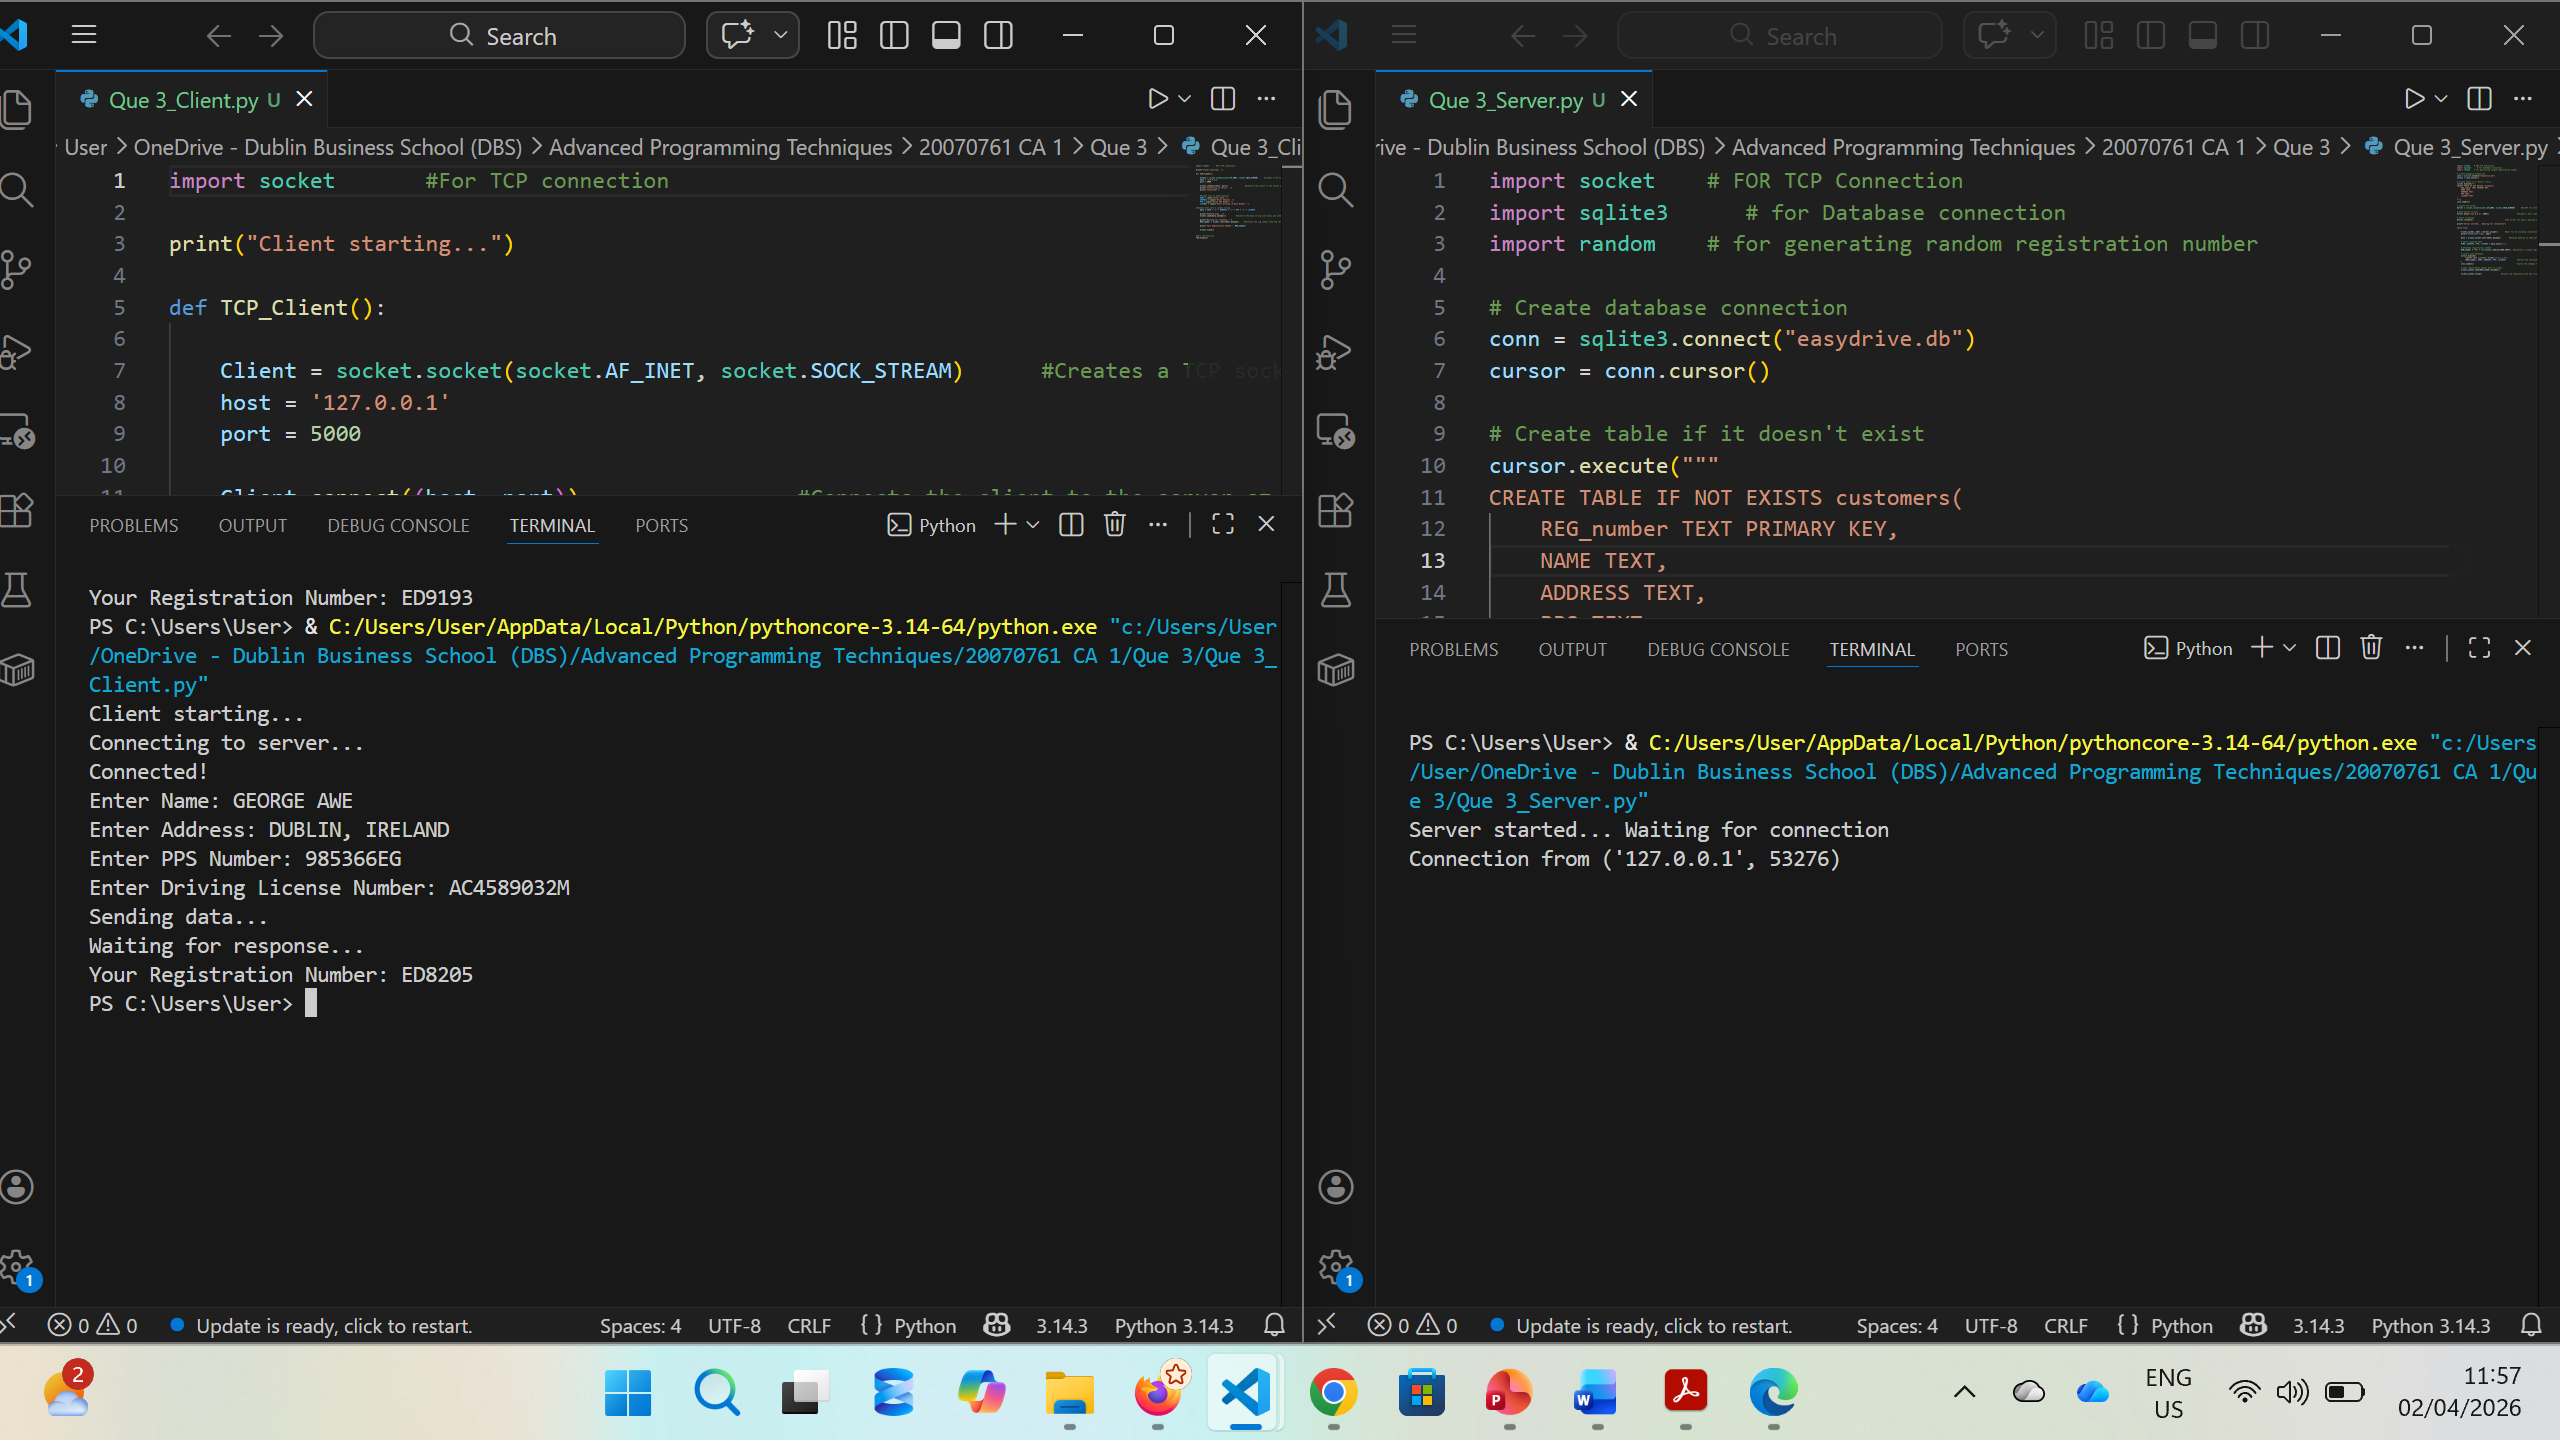 Search
Que 3_Client.py U
User > OneDrive - Dublin Business School (DBS) > Advanced Programming Techniques > 20070761 CA 1 > Que 3 > Que 3_Cli
1 import socket #For TCP connection
2
3 print("Client starting...")
4
5 def TCP_Client():
6
7 Client = socket.socket(socket.AF_INET, socket.SOCK_STREAM) #Creates a TCP sock
8 host = '127.0.0.1'
9 port = 5000
10
PROBLEMS OUTPUT DEBUG CONSOLE TERMINAL PORTS Python
Your Registration Number: ED9193
PS C:\Users\User> & C:/Users/User/AppData/Local/Python/pythoncore-3.14-64/python.exe "c:/Users/User
/OneDrive - Dublin Business School (DBS)/Advanced Programming Techniques/20070761 CA 1/Que 3/Que 3_
Client.py"
Client starting...
Connecting to server...
Connected!
Enter Name: GEORGE AWE
Enter Address: DUBLIN, IRELAND
Enter PPS Number: 985366EG
Enter Driving License Number: AC4589032M
Sending data...
Waiting for response...
Your Registration Number: ED8205
PS C:\Users\User>
1
0 0 Update is ready, click to restart. Spaces: 4 UTF-8 CRLF {} Python 3.14.3 Python 3.14.3
Search
Que 3_Server.py U
rive - Dublin Business School (DBS) > Advanced Programming Techniques > 20070761 CA 1 > Que 3 > Que 3_Server.py
1 import socket # FOR TCP Connection
2 import sqlite3 # for Database connection
3 import random # for generating random registration number
4
5 # Create database connection
6 conn = sqlite3.connect("easydrive.db")
7 cursor = conn.cursor()
8
9 # Create table if it doesn't exist
10 cursor.execute("""
11 CREATE TABLE IF NOT EXISTS customers(
12 REG_number TEXT PRIMARY KEY,
13 NAME TEXT,
14 ADDRESS TEXT,
PROBLEMS OUTPUT DEBUG CONSOLE TERMINAL PORTS Python
PS C:\Users\User> & C:/Users/User/AppData/Local/Python/pythoncore-3.14-64/python.exe "c:/Users
/User/OneDrive - Dublin Business School (DBS)/Advanced Programming Techniques/20070761 CA 1/Qu
e 3/Que 3_Server.py"
Server started... Waiting for connection
Connection from ('127.0.0.1', 53276)
1
0 0 Update is ready, click to restart. Spaces: 4 UTF-8 CRLF {} Python 3.14.3 Python 3.14.3
2
ENG
US
11:57
02/04/2026